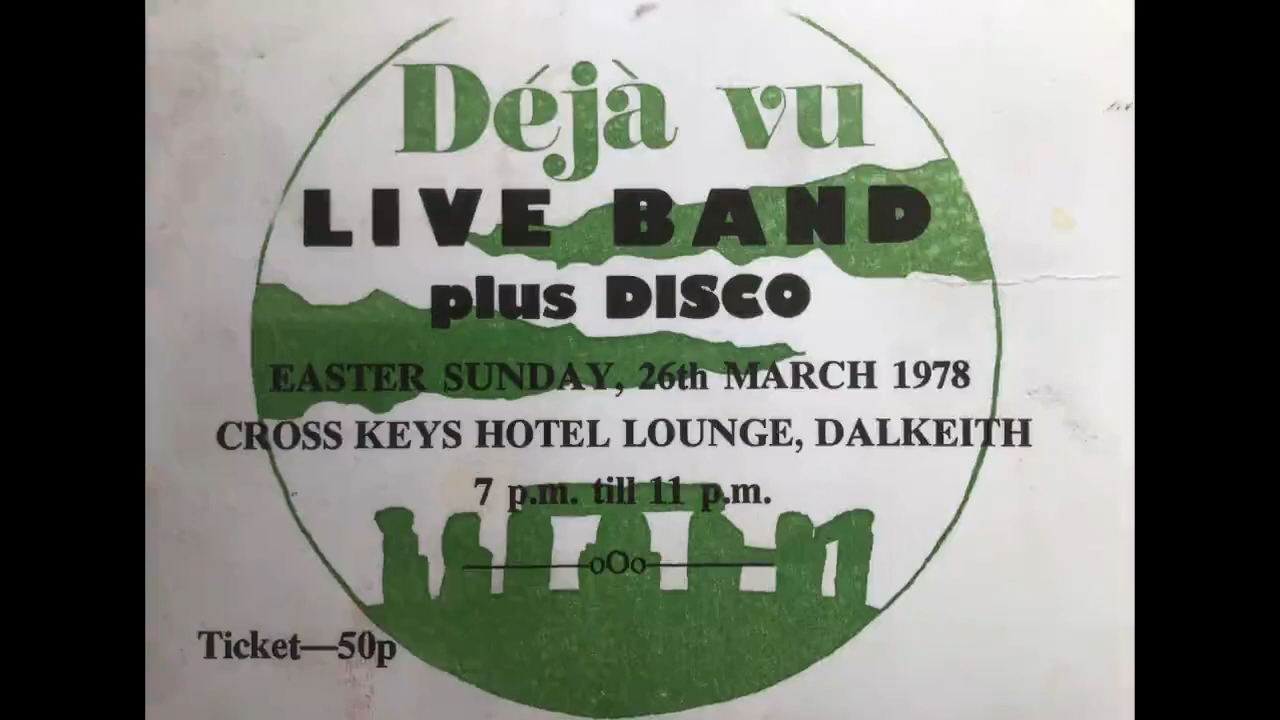 Déjà vu
LIVE BAND
plus DISCO
EASTER SUNDAY, 26th MARCH 1978
CROSS KEYS HOTEL LOUNGE, DALKEITH
7 p.m. till 11 p.m.
oOo
Ticket—50p